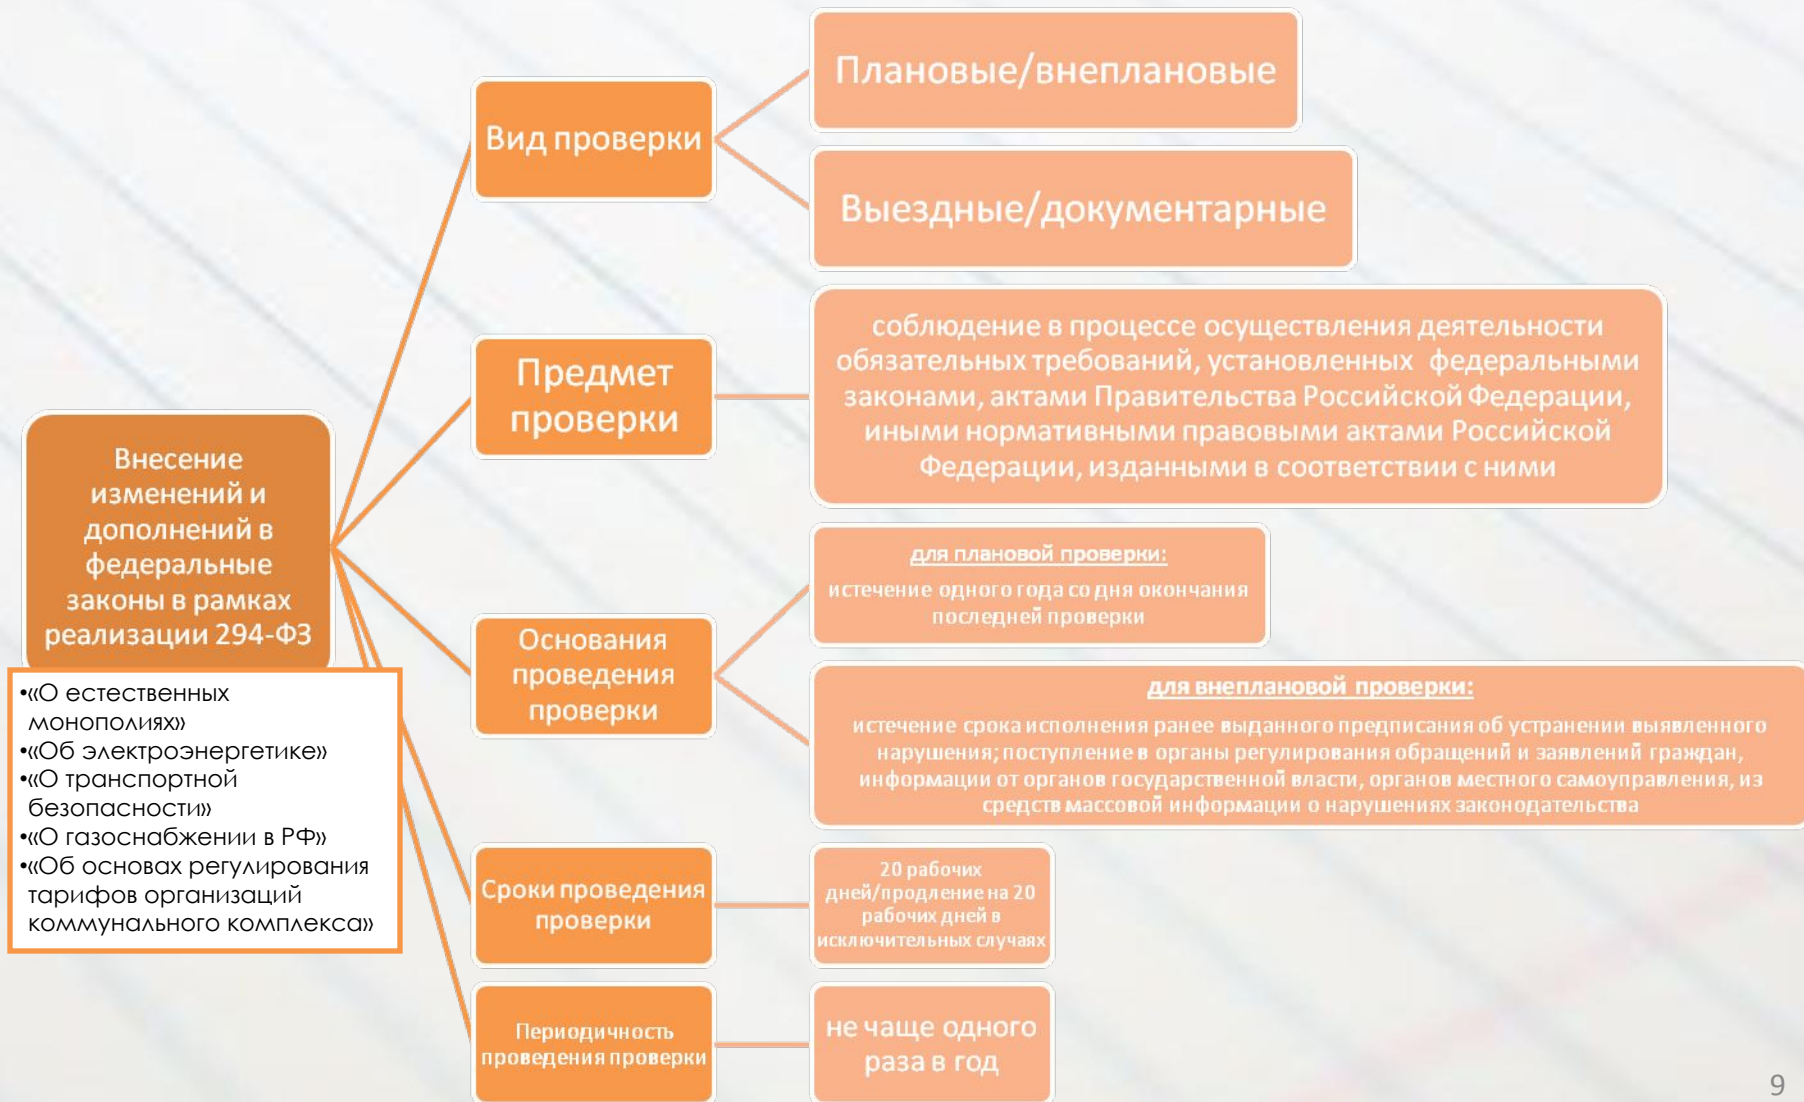 Внесение
изменений и
дополнений в
федеральные
законы в рамках
реализации 294-ФЗ
•«О естественных
монополиях»
•«Об электроэнергетике»
•«О транспортной
безопасности»
•«О газоснабжении в РФ»
•«Об основах регулирования
тарифов организаций
коммунального комплекса»
Вид проверки
Плановые/внеплановые
Выездные/документарные
Предмет
проверки
соблюдение в процессе осуществления деятельности
обязательных требований, установленных федеральными
законами, актами Правительства Российской Федерации,
иными нормативными правовыми актами Российской
Федерации, изданными в соответствии с ними
Основания
проведения
проверки
для плановой проверки:
истечение одного года со дня окончания
последней проверки
для внеплановой проверки:
истечение срока исполнения ранее выданного предписания об устранении выявленного
нарушения; поступление в органы регулирования обращений и заявлений граждан,
информации от органов государственной власти, органов местного самоуправления, из
средств массовой информации о нарушениях законодательства
Сроки проведения
проверки
20 рабочих
дней/продление на 20
рабочих дней в
исключительных случаях
Периодичность
проведения проверки
не чаще одного
раза в год
9